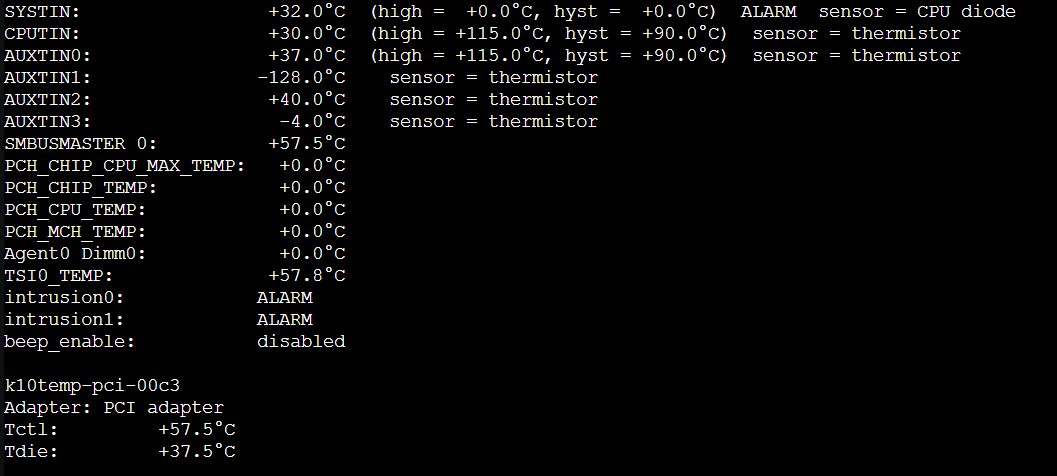 SYSTIN: +32.0°C (high = +0.0°C, hyst = +0.0°C) ALARM sensor = CPU diode
CPUTIN: +30.0°C (high = +115.0°C, hyst = +90.0°C) sensor = thermistor
AUXTIN0: +37.0°C (high = +115.0°C, hyst = +90.0°C) sensor = thermistor
AUXTIN1: -128.0°C sensor = thermistor
AUXTIN2: +40.0°C sensor = thermistor
AUXTIN3: -4.0°C sensor = thermistor
SMBUSMASTER 0: +57.5°C
PCH_CHIP_CPU_MAX_TEMP: +0.0°C
PCH_CHIP_TEMP: +0.0°C
PCH_CPU_TEMP: +0.0°C
PCH_MCH_TEMP: +0.0°C
Agent0 Dimm0: +0.0°C
TSI0_TEMP: +57.8°C
intrusion0: ALARM
intrusion1: ALARM
beep_enable: disabled

k10temp-pci-00c3
Adapter: PCI adapter
Tctl: +57.5°C
Tdie: +37.5°C